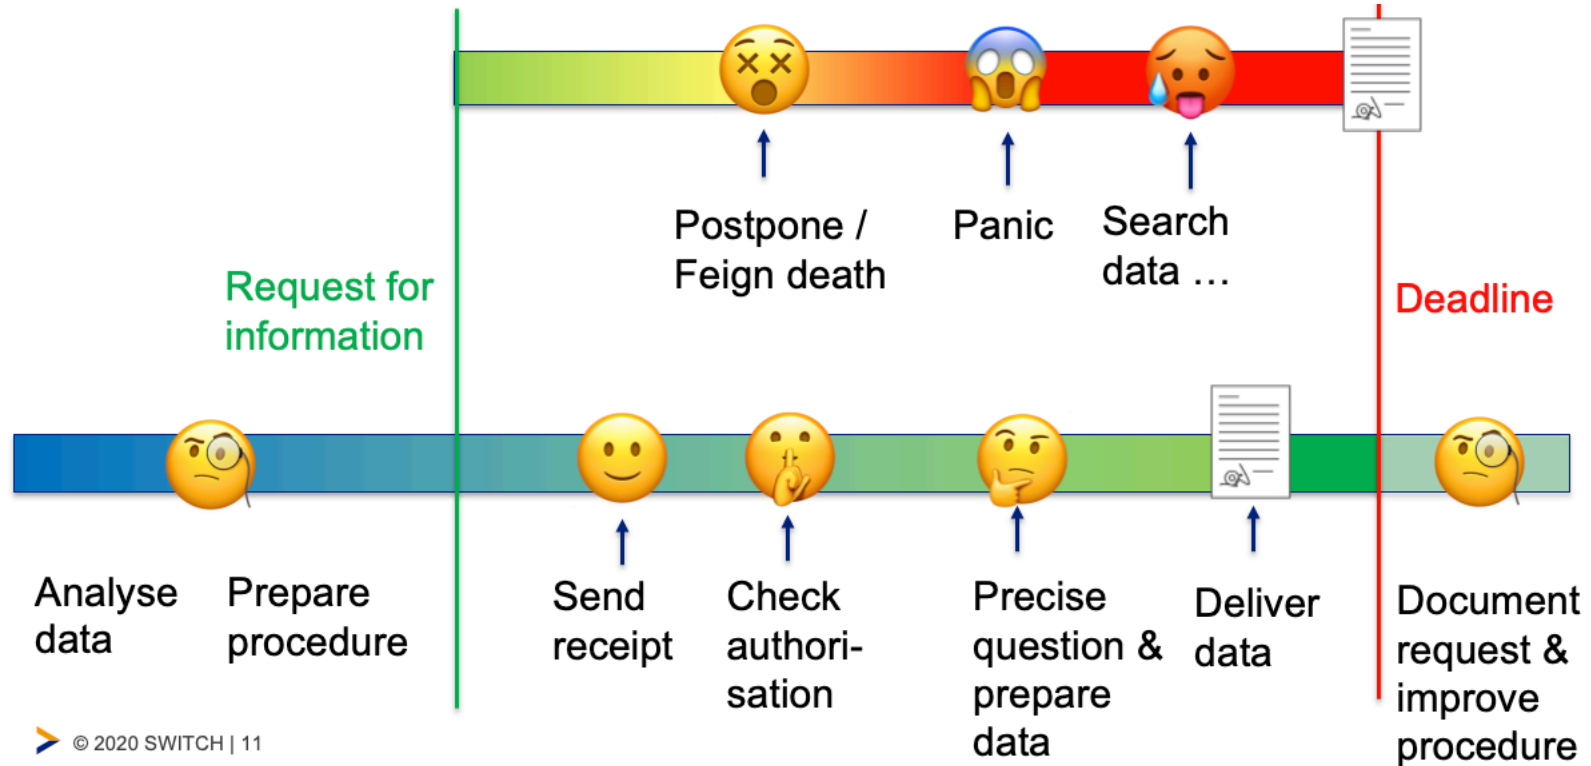 Postpone /
Feign death
Panic
Search
data …
Request for
information
Deadline
Analyse
data
Prepare
procedure
Send
receipt
Check
authori-
sation
Precise
question &
prepare
data
Deliver
data
Document
request &
improve
procedure
© 2020 SWITCH | 11